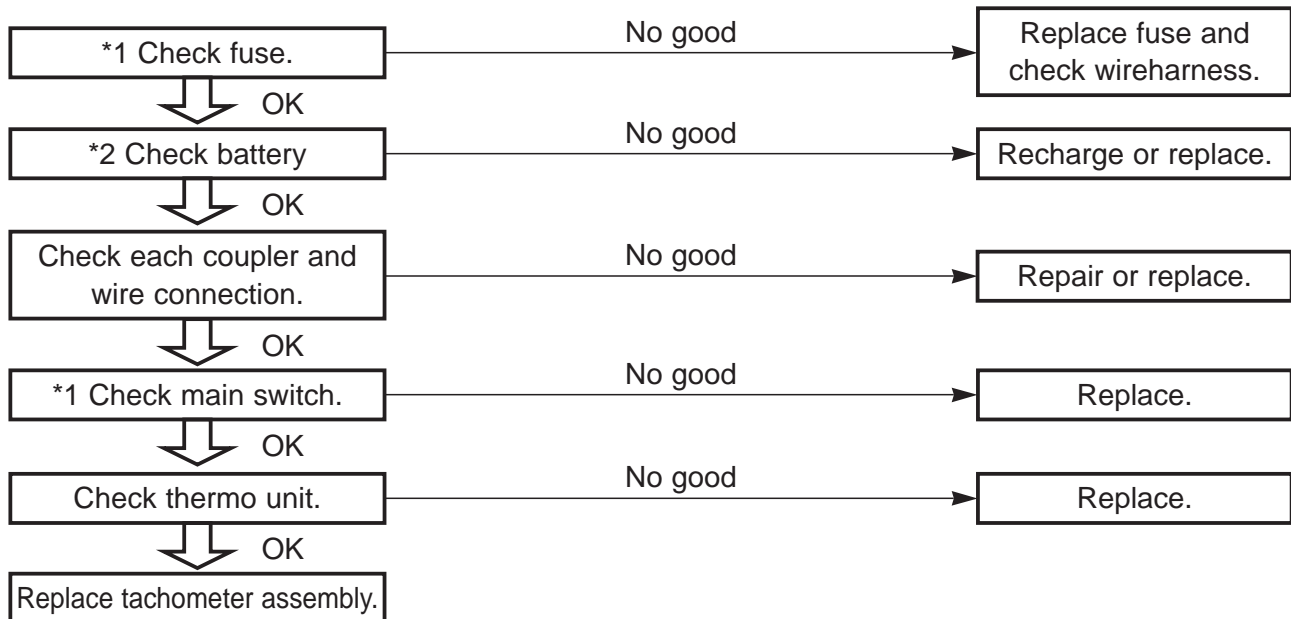 *1 Check fuse.
No good
Replace fuse and
check wireharness.
OK
*2 Check battery
No good
Recharge or replace.
OK
Check each coupler and
wire connection.
No good
Repair or replace.
OK
*1 Check main switch.
No good
Replace.
OK
Check thermo unit.
No good
Replace.
OK
Replace tachometer assembly.